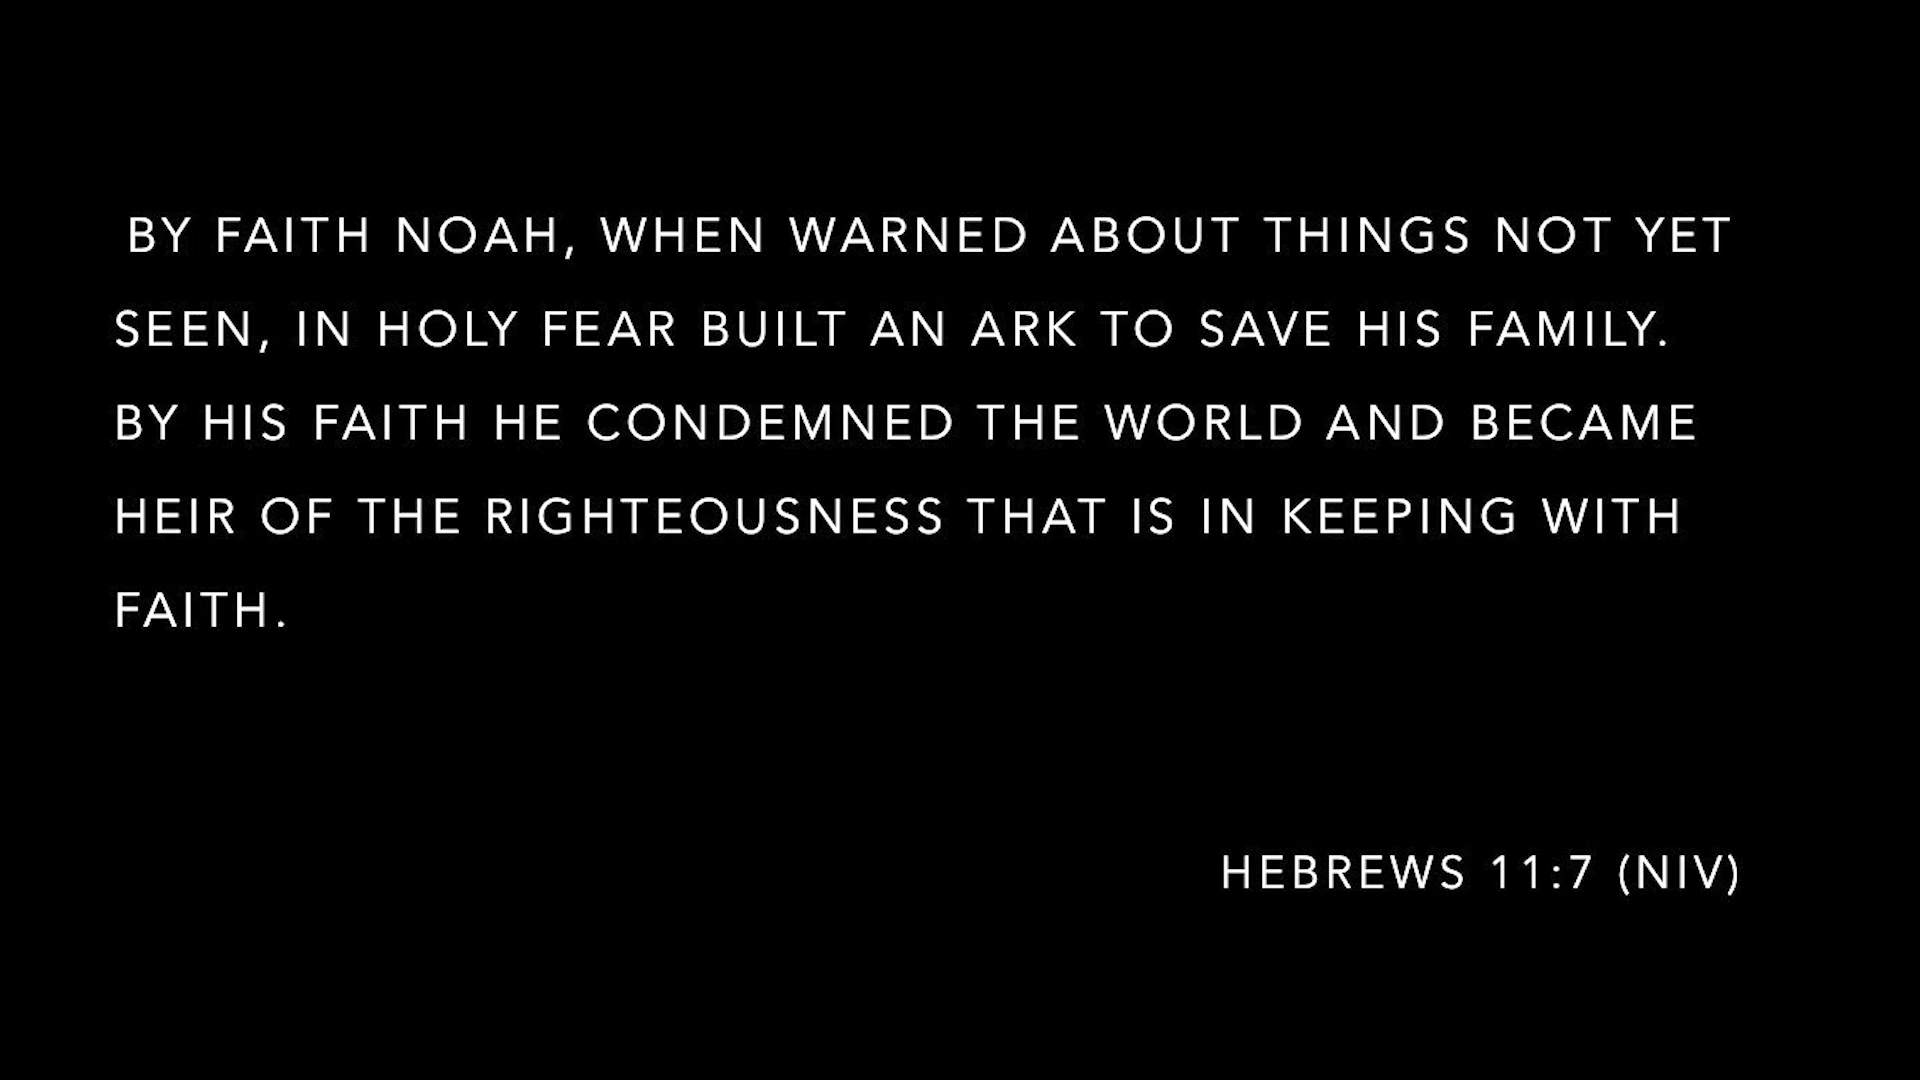 BY FAITH NOAH, WHEN WARNED ABOUT THINGS NOT YET
SEEN, IN HOLY FEAR BUILT AN ARK TO SAVE HIS FAMILY.
BY HIS FAITH HE CONDEMNED THE WORLD AND BECAME
HEIR OF THE RIGHTEOUSNESS THAT IS IN KEEPING WITH
FAITH.
HEBREWS 11:7 (NIV)